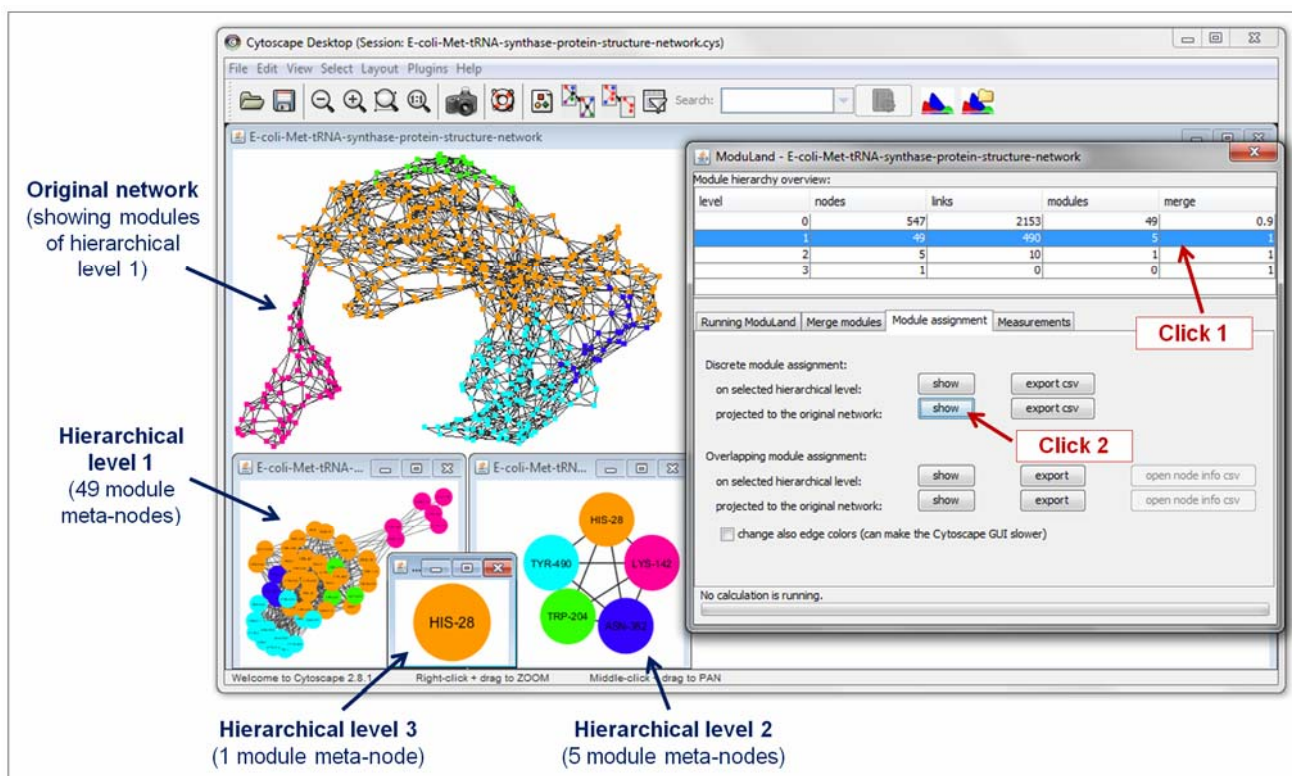 Cytoscape Desktop (Session: E-coli-Met-tRNA-synthase-protein-structure-network.cys)
File Edit View Select Layout Plugins Help
Search:
E-coli-Met-tRNA-synthase-protein-structure-network
Original network
(showing modules
of hierarchical
level 1)
ModuLand - E-coli-Met-tRNA-synthase-protein-structure-network
Module hierarchy overview:
level nodes links modules merge
0 547 2153 49 0.9
1 49 490 5 1
2 5 10 1 1
3 1 0 0 1
Click 1
Running ModuLand Merge modules Module assignment Measurements
Discrete module assignment:
on selected hierarchical level: show export csv
projected to the original network: show export csv
Click 2
Overlapping module assignment:
on selected hierarchical level: show export open node info csv
projected to the original network: show export open node info csv
change also edge colors (can make the Cytoscape GUI slower)
No calculation is running.
Hierarchical
level 1
(49 module
meta-nodes)
E-coli-Met-tRNA-...
E-coli-Met-tRN...
HIS-28
TYR-490
LYS-142
TRP-204
ASN-362
...
HIS-28
Welcome to Cytoscape 2.8.1 Right-click + drag to ZOOM Middle-click + drag to PAN
Hierarchical level 3
(1 module meta-node)
Hierarchical level 2
(5 module meta-nodes)